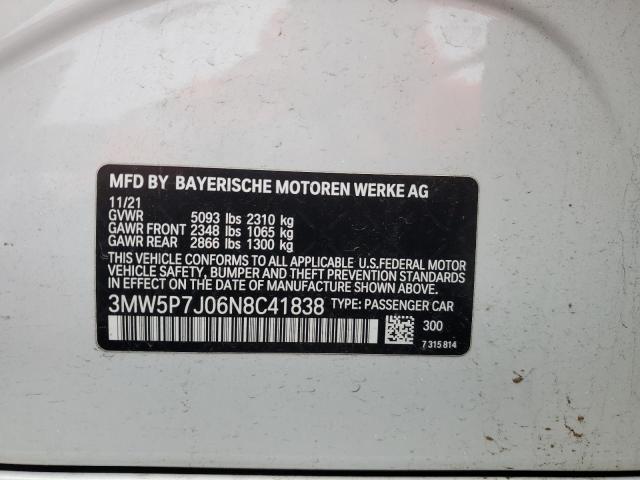 MFD BY BAYERISCHE MOTOREN WERKE AG
11/21
GVWR 5093 lbs 2310 kg
GAWR FRONT 2348 lbs 1065 kg
GAWR REAR 2866 lbs 1300 kg
THIS VEHICLE CONFORMS TO ALL APPLICABLE U.S.FEDERAL MOTOR
VEHICLE SAFETY, BUMPER AND THEFT PREVENTION STANDARDS
IN EFFECT ON THE DATE OF MANUFACTURE SHOWN ABOVE.
3MW5P7J06N8C41838 TYPE: PASSENGER CAR
300
7 315 814